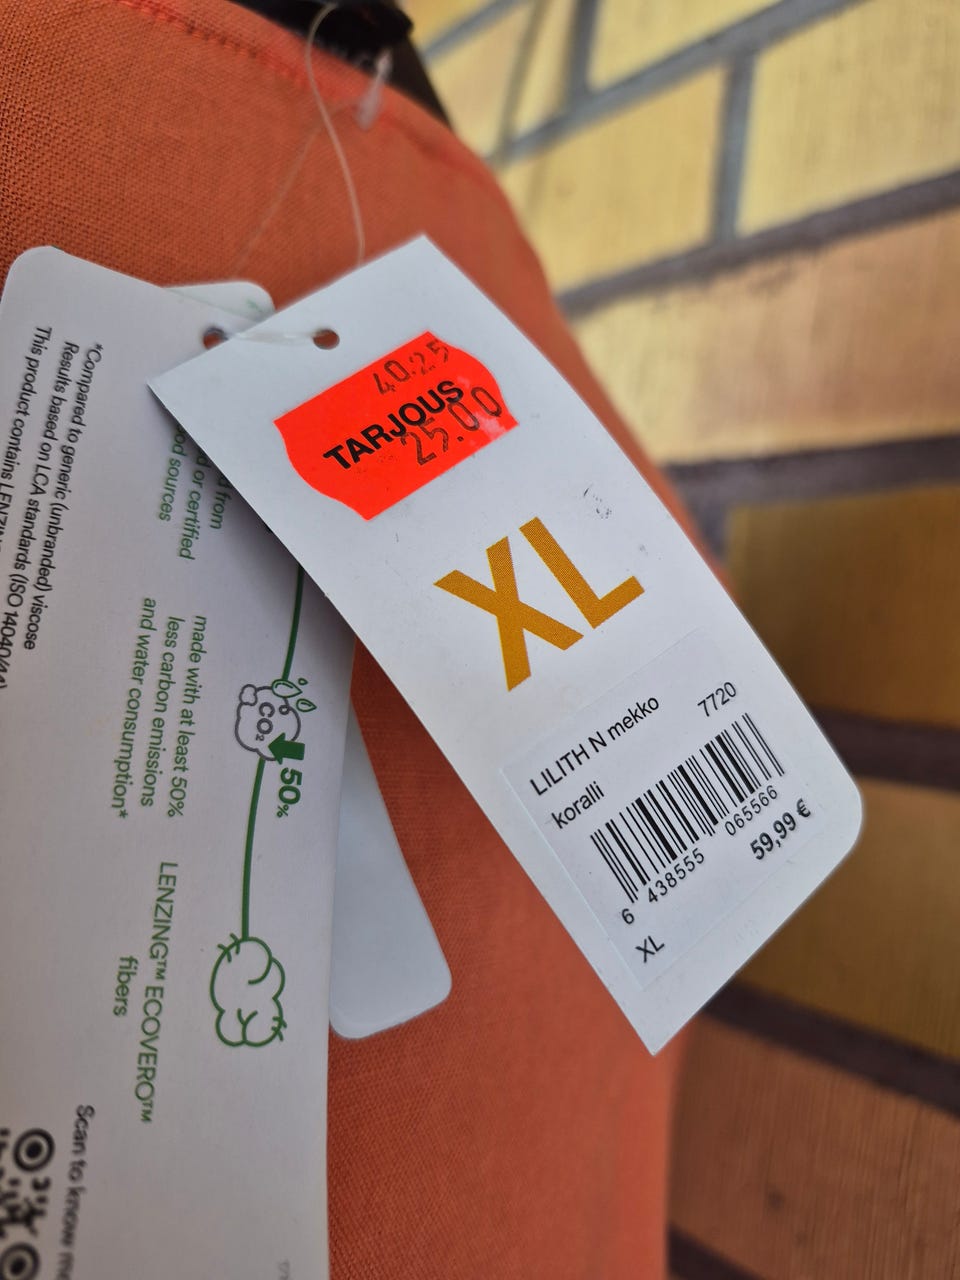 40.25
TARJOUS
25.00
XL
LILITH N mekko
7720
koralli
6 438555 065566
59,99 €
XL
*Compared to generic (unbranded) viscose
Results based on LCA standards (ISO 14040/44)
This product contains
from
or certified
sources
made with at least 50%
less carbon emissions
and water consumption*
CO₂
50%
LENZING™ ECOVERO™
fibers
Scan to know